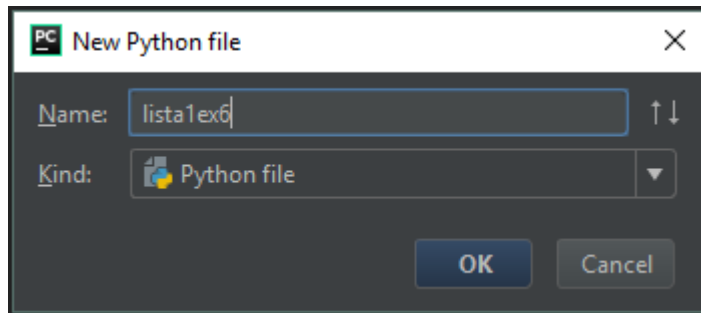 PC New Python file
Name: lista1ex6
Kind: Python file
OK Cancel